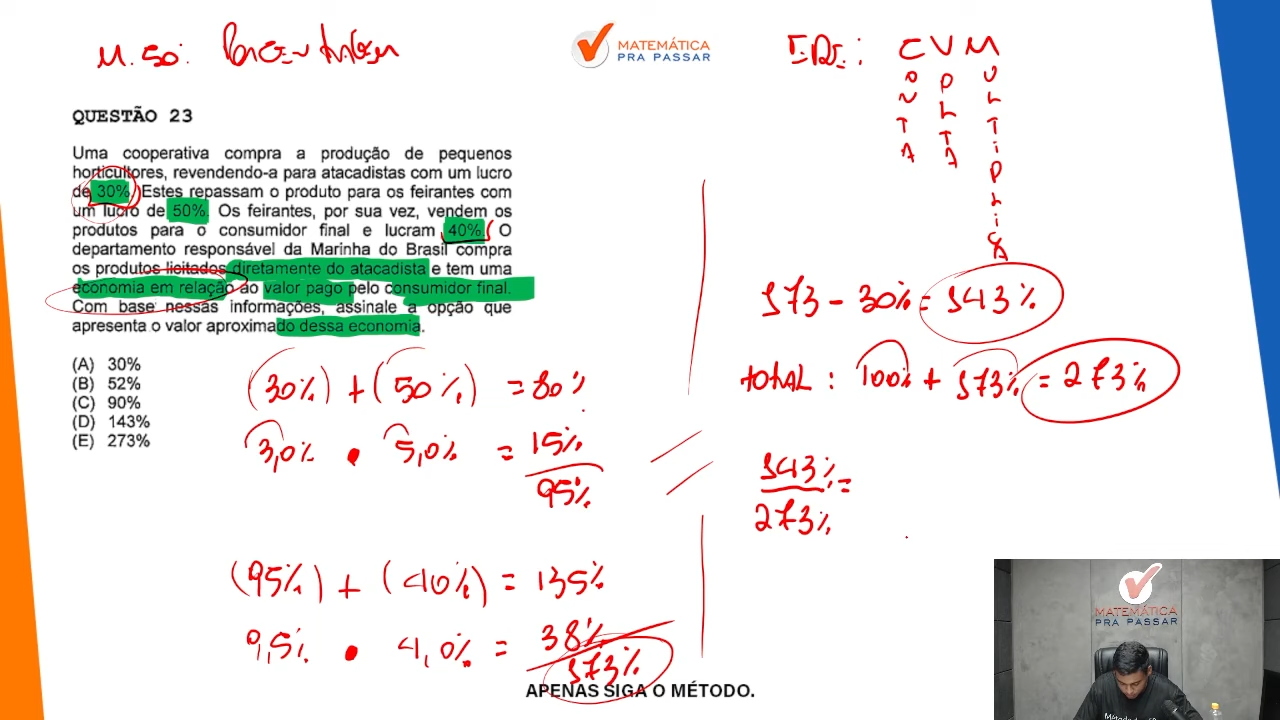 M. SD: Porcentagem
MATEMÁTICA
PRA PASSAR
I.DI.: C V M
ONTA
OLTA
ULTIPLICA
QUESTÃO 23
Uma cooperativa compra a produção de pequenos
horticultores, revendendo-a para atacadistas com um lucro
de 30%. Estes repassam o produto para os feirantes com
um lucro de 50%. Os feirantes, por sua vez, vendem os
produtos para o consumidor final e lucram 40%. O
departamento responsável da Marinha do Brasil compra
os produtos licitados diretamente do atacadista e tem uma
economia em relação ao valor pago pelo consumidor final.
Com base nessas informações, assinale a opção que
apresenta o valor aproximado dessa economia.
(A) 30%
(B) 52%
(C) 90%
(D) 143%
(E) 273%
(30%) + (50%) = 80%
3,0% • 5,0% = 15%
95%
(95%) + (40%) = 135%
9,5% • 4,0% = 38%
173%
173 - 30% = 143%
TOTAL: 100% + 173% = 273%
143% =
273%
APENAS SIGA O MÉTODO.
MATEMÁTICA
PRA PASSAR